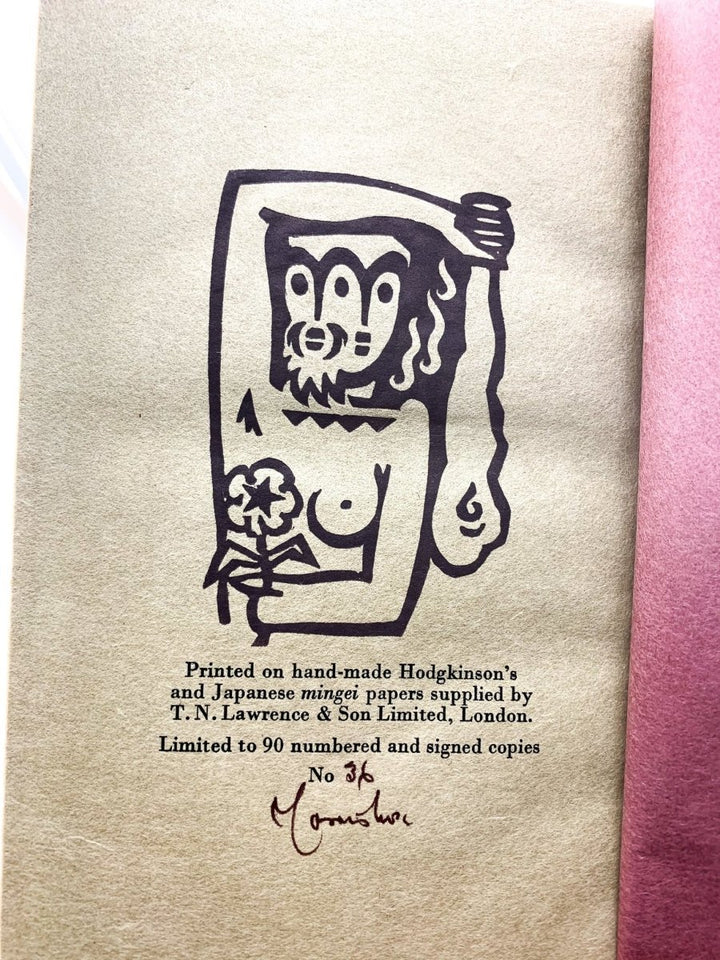 Printed on hand-made Hodgkinson's
and Japanese mingei papers supplied by
T. N. Lawrence & Son Limited, London.
Limited to 90 numbered and signed copies
No 36